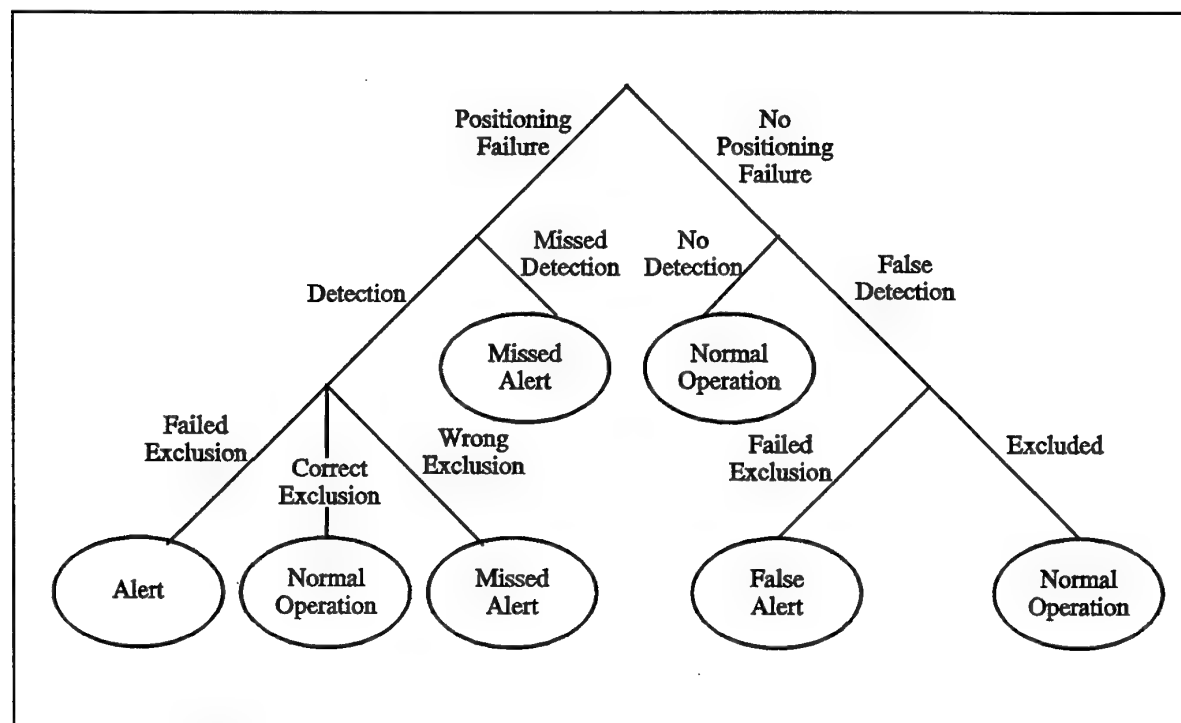 Positioning
Failure
No
Positioning
Failure
Missed
Detection
No
Detection
False
Detection
Detection
Missed
Alert
Normal
Operation
Failed
Exclusion
Correct
Exclusion
Wrong
Exclusion
Failed
Exclusion
Excluded
Alert
Normal
Operation
Missed
Alert
False
Alert
Normal
Operation